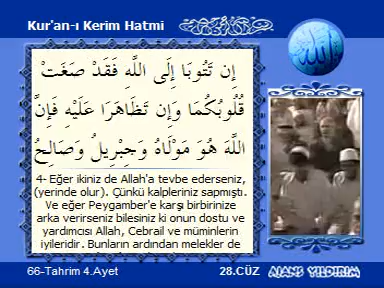 Kur'an-ı Kerim Hatmi
إِن تَتُوبَا إِلَى اللَّهِ فَقَدْ صَغَتْ
قُلُوبُكُمَا وَإِن تَظَاهَرَا عَلَيْهِ فَإِنَّ
اللَّهَ هُوَ مَوْلَاهُ وَجِبْرِيلُ وَصَالِحُ
4- Eğer ikiniz de Allah'a tevbe ederseniz,
(yerinde olur). Çünkü kalpleriniz sapmıştı.
Ve eğer Peygamber'e karşı birbirinize
arka verirseniz bilesiniz ki onun dostu ve
yardımcısı Allah, Cebrail ve müminlerin
iyileridir. Bunların ardından melekler de
66-Tahrim 4.Ayet
28.CÜZ
AJANS YILDIRIM